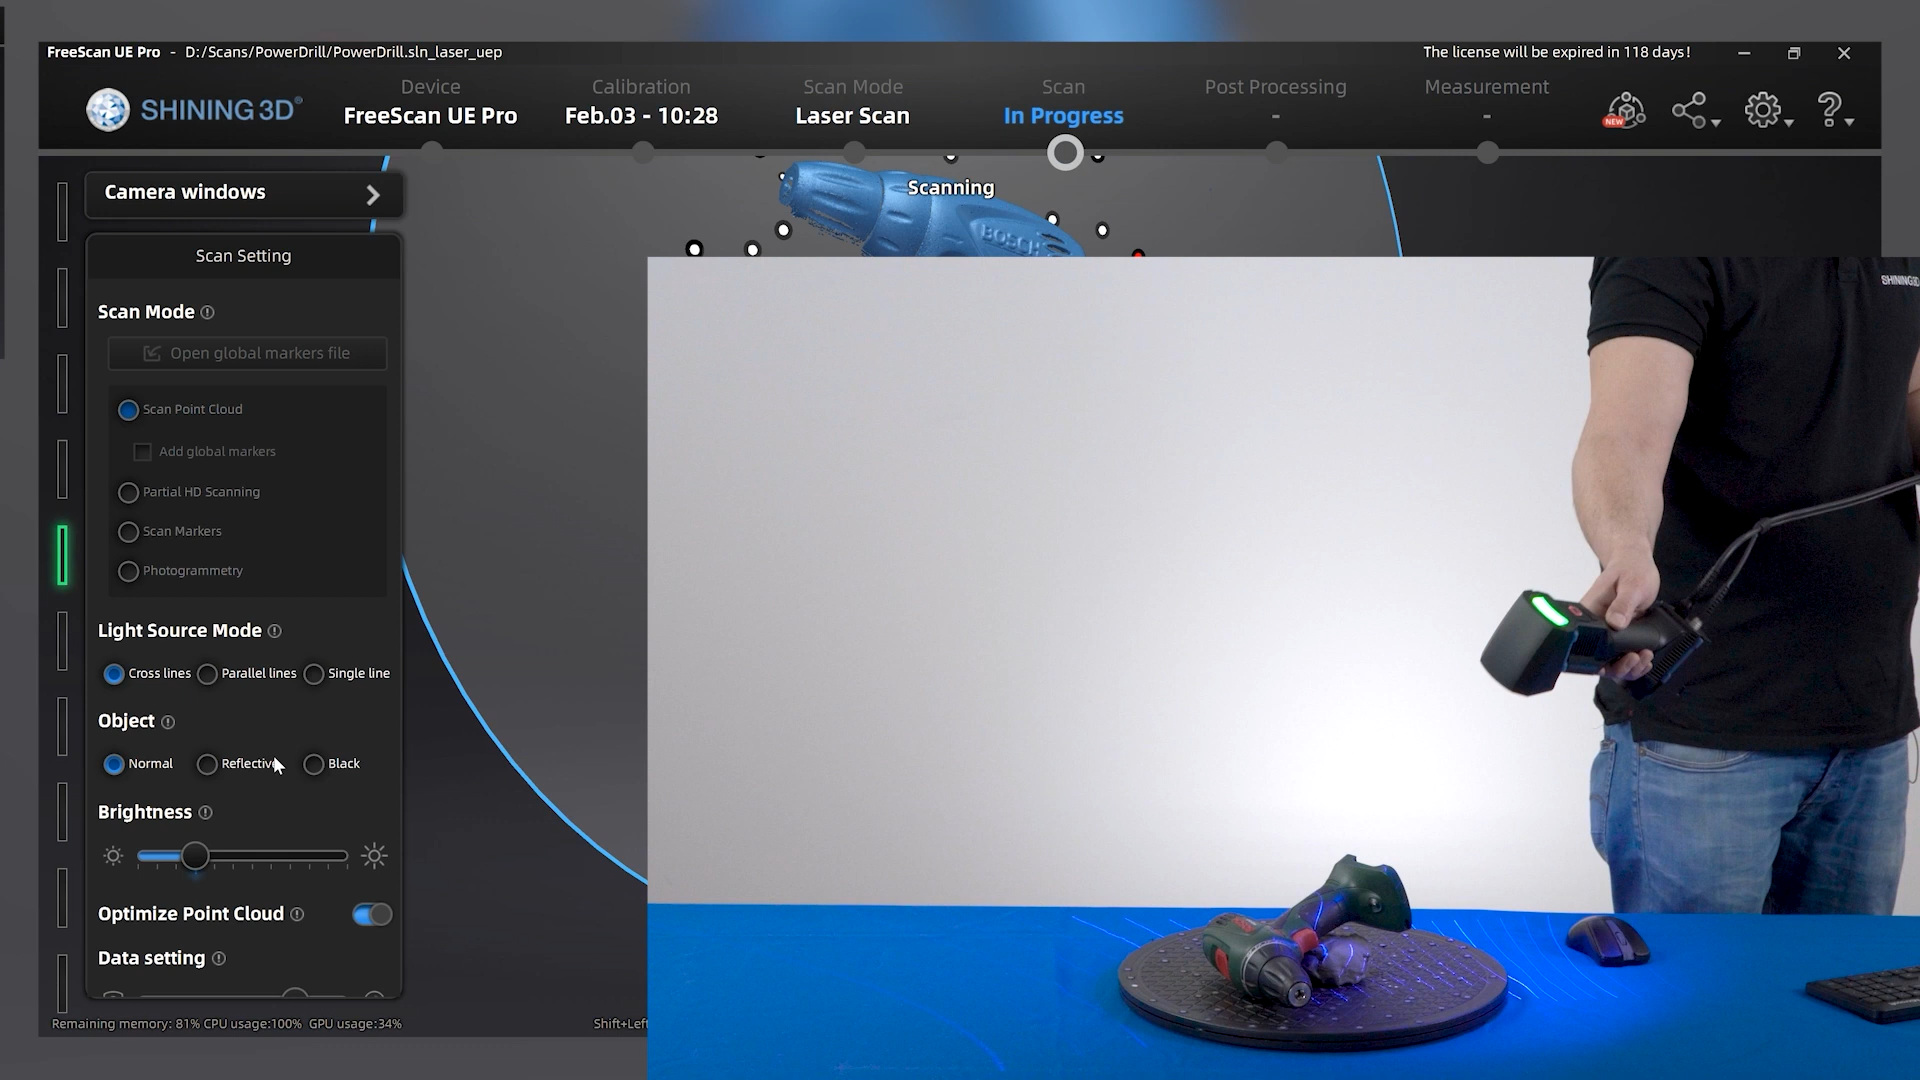 FreeScan UE Pro - D:/Scans/PowerDrill/PowerDrill.sln_laser_uep
The license will be expired in 118 days!
SHINING 3D®
Device
FreeScan UE Pro
Calibration
Feb.03 - 10:28
Scan Mode
Laser Scan
Scan
In Progress
Post Processing
-
Measurement
-
NEW
Camera windows
Scanning
BOSCH
Scan Setting
SHINING3D
Scan Mode
Open global markers file
Scan Point Cloud
Add global markers
Partial HD Scanning
Scan Markers
Photogrammetry
Light Source Mode
Cross lines
Parallel lines
Single line
Object
Normal
Reflective
Black
Brightness
Optimize Point Cloud
Data setting
Remaining memory: 81% CPU usage:100% GPU usage:34%
Shift+Left